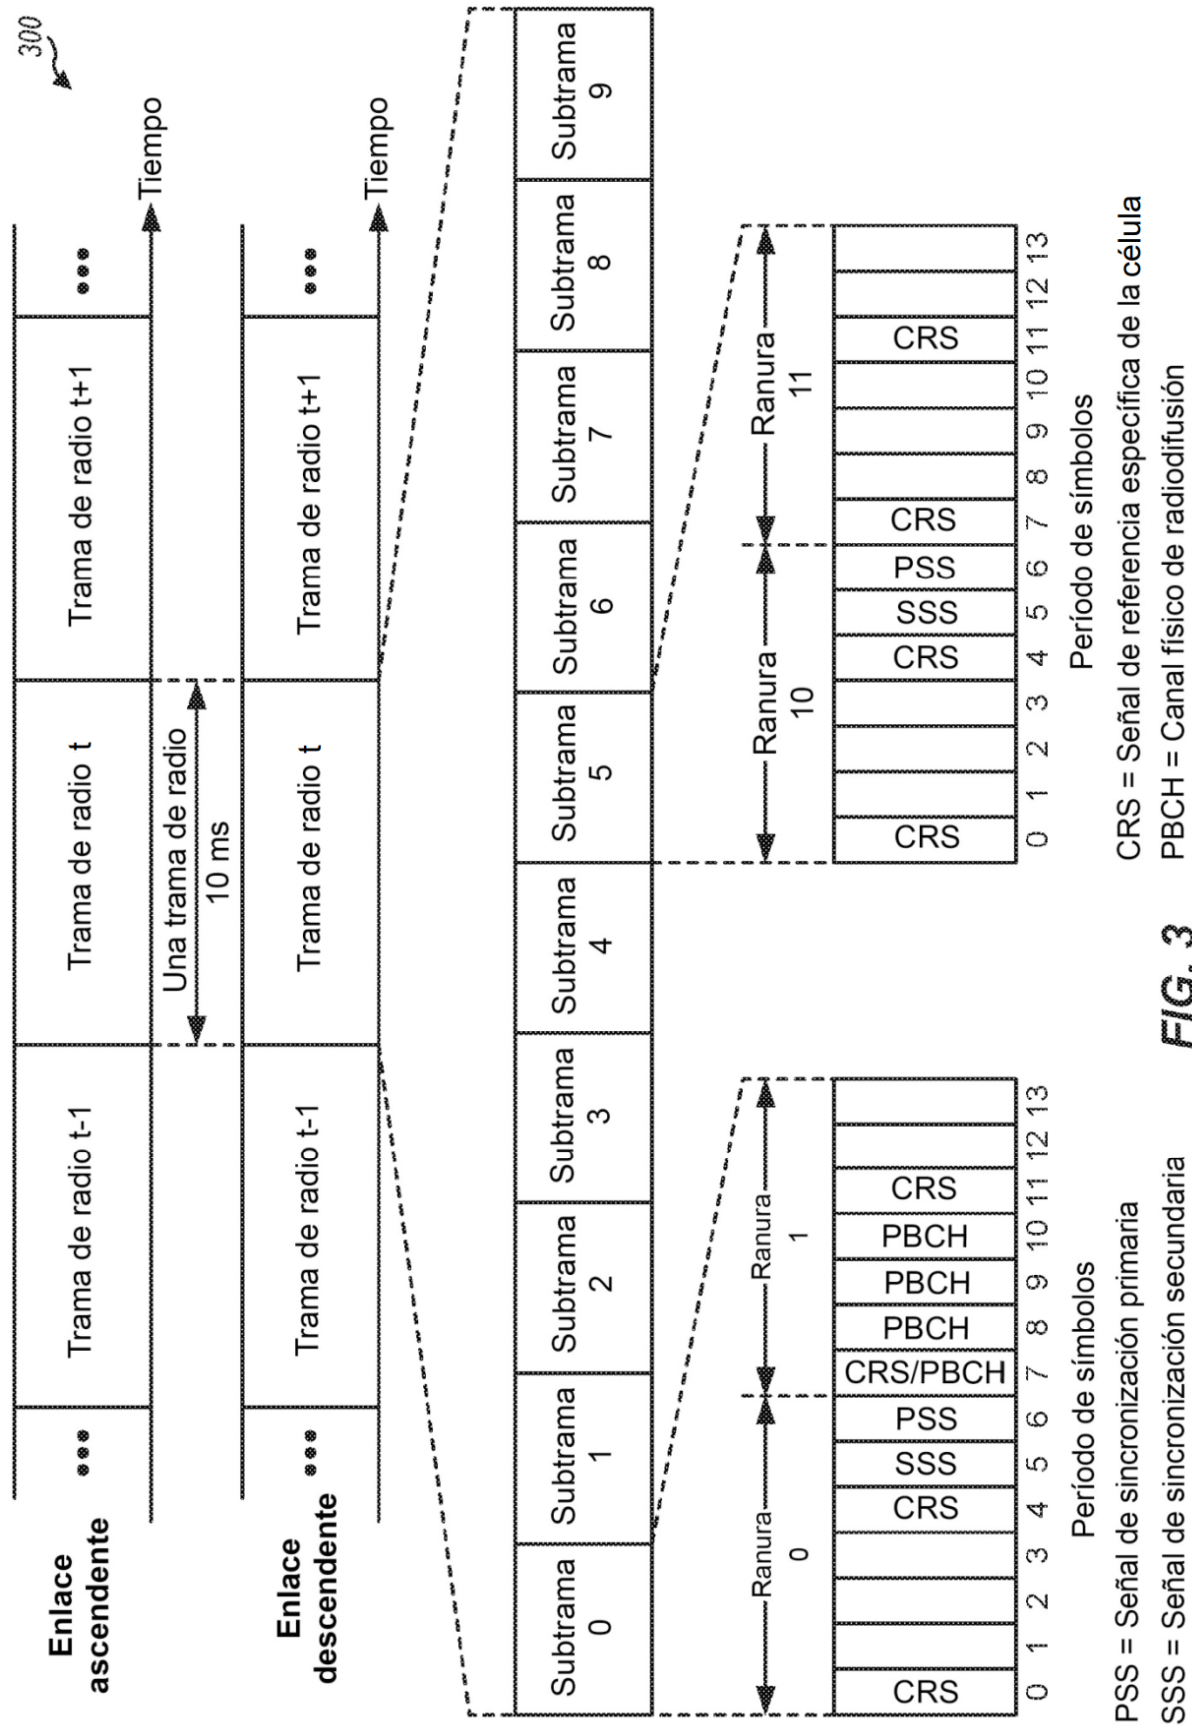 300
Enlace
ascendente
Trama de radio t-1
Trama de radio t
Trama de radio t+1
Tiempo
Una trama de radio
10 ms
Enlace
descendente
Trama de radio t-1
Trama de radio t
Trama de radio t+1
Tiempo
Subtrama 0
Subtrama 1
Subtrama 2
Subtrama 3
Subtrama 4
Subtrama 5
Subtrama 6
Subtrama 7
Subtrama 8
Subtrama 9
Ranura 0
Ranura 1
CRS SSS PSS CRS/PBCH PBCH PBCH PBCH CRS
CRS
0 1 2 3 4 5 6 7 8 9 10 11 12 13
Período de símbolos
Ranura 10
Ranura 11
CRS CRS SSS PSS CRS CRS
0 1 2 3 4 5 6 7 8 9 10 11 12 13
Período de símbolos
PSS = Señal de sincronización primaria
SSS = Señal de sincronización secundaria
CRS = Señal de referencia específica de la célula
PBCH = Canal físico de radiodifusión
FIG. 3